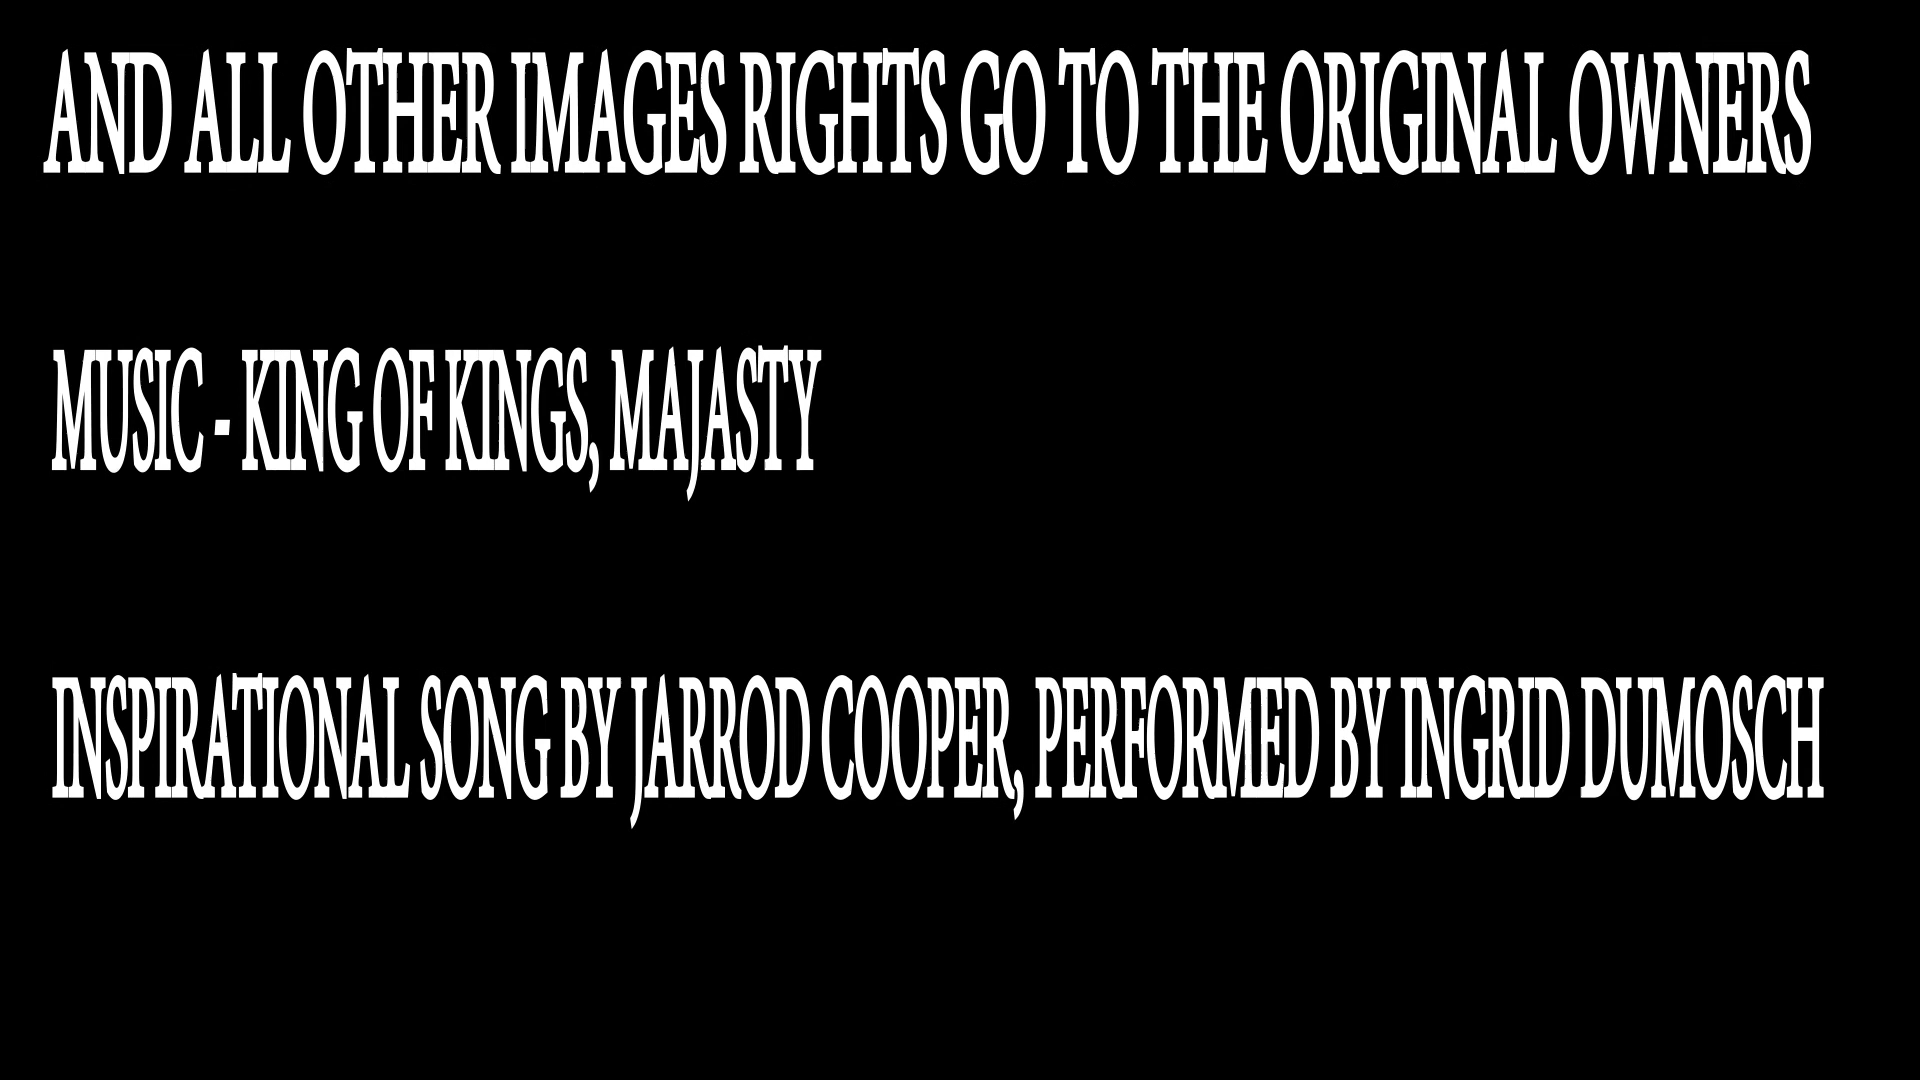 AND ALL OTHER IMAGES RIGHTS GO TO THE ORIGINAL OWNERS
MUSIC - KING OF KINGS, MAJASTY
INSPIRATIONAL SONG BY JARROD COOPER, PERFORMED BY INGRID DUMOSCH